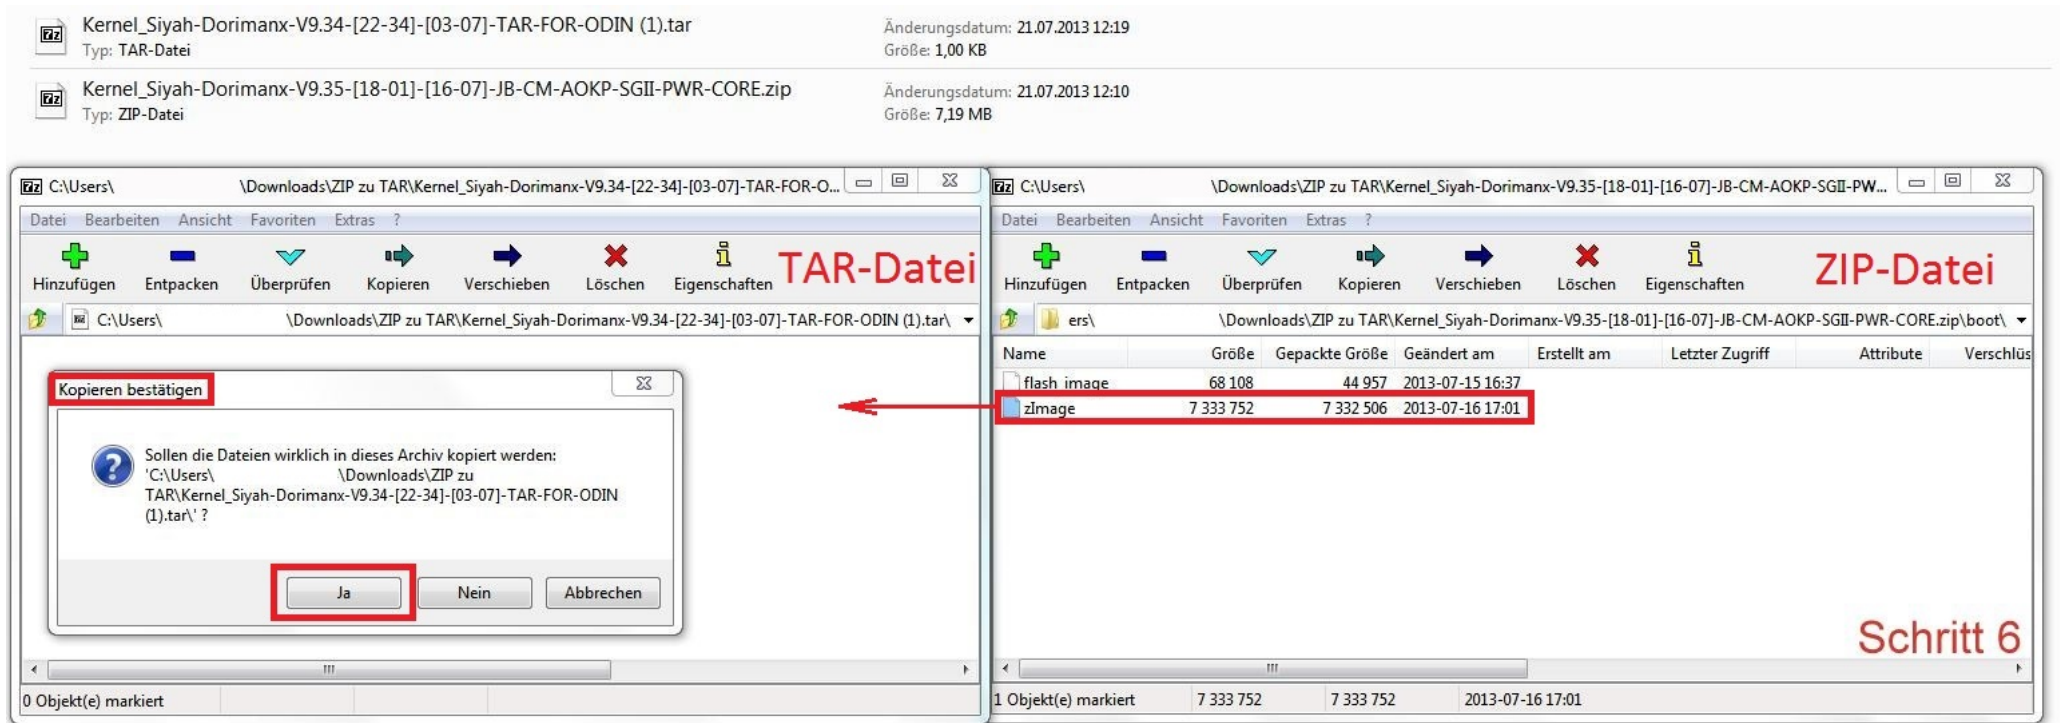 Kernel_Siyah-Dorimanx-V9.34-[22-34]-[03-07]-TAR-FOR-ODIN (1).tar
Änderungsdatum: 21.07.2013 12:19
Typ: TAR-Datei
Größe: 1,00 KB
Kernel_Siyah-Dorimanx-V9.35-[18-01]-[16-07]-JB-CM-AOKP-SGII-PWR-CORE.zip
Änderungsdatum: 21.07.2013 12:10
Typ: ZIP-Datei
Größe: 7,19 MB
C:\Users\ \Downloads\ZIP zu TAR\Kernel_Siyah-Dorimanx-V9.34-[22-34]-[03-07]-TAR-FOR-O...
Datei Bearbeiten Ansicht Favoriten Extras ?
Hinzufügen Entpacken Überprüfen Kopieren Verschieben Löschen Eigenschaften
TAR-Datei
C:\Users\ \Downloads\ZIP zu TAR\Kernel_Siyah-Dorimanx-V9.34-[22-34]-[03-07]-TAR-FOR-ODIN (1).tar\
Kopieren bestätigen
Sollen die Dateien wirklich in dieses Archiv kopiert werden:
'C:\Users\ \Downloads\ZIP zu
TAR\Kernel_Siyah-Dorimanx-V9.34-[22-34]-[03-07]-TAR-FOR-ODIN
(1).tar\' ?
Ja Nein Abbrechen
0 Objekt(e) markiert
C:\Users\ \Downloads\ZIP zu TAR\Kernel_Siyah-Dorimanx-V9.35-[18-01]-[16-07]-JB-CM-AOKP-SGII-PW...
Datei Bearbeiten Ansicht Favoriten Extras ?
Hinzufügen Entpacken Überprüfen Kopieren Verschieben Löschen Eigenschaften
ZIP-Datei
ers\ \Downloads\ZIP zu TAR\Kernel_Siyah-Dorimanx-V9.35-[18-01]-[16-07]-JB-CM-AOKP-SGII-PWR-CORE.zip\boot\
Name Größe Gepackte Größe Geändert am Erstellt am Letzter Zugriff Attribute Verschlüs
flash_image 68 108 44 957 2013-07-15 16:37
zImage 7 333 752 7 332 506 2013-07-16 17:01
Schritt 6
1 Objekt(e) markiert 7 333 752 7 333 752 2013-07-16 17:01